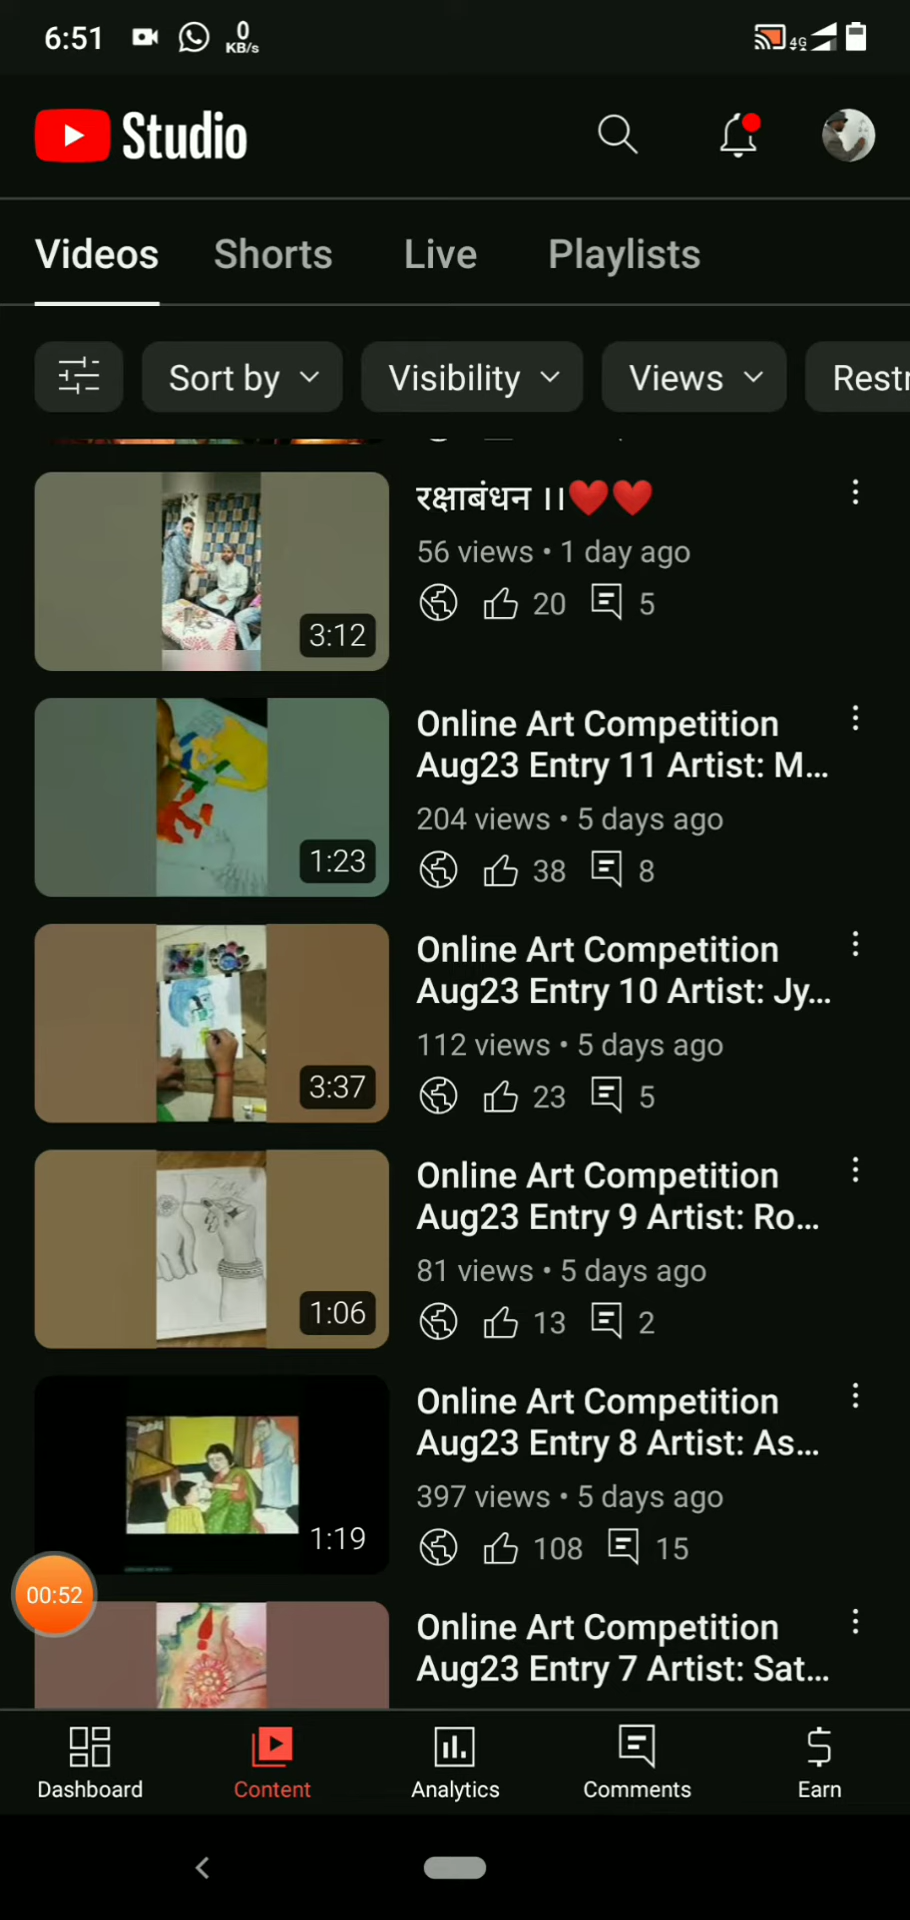 6:51 0 KB/s 4G
Studio
Videos Shorts Live Playlists
Sort by Visibility Views Restr
रक्षाबंधन ।।❤️❤️
56 views • 1 day ago
20 5
3:12
Online Art Competition
Aug23 Entry 11 Artist: M...
204 views • 5 days ago
38 8
1:23
Online Art Competition
Aug23 Entry 10 Artist: Jy...
112 views • 5 days ago
23 5
3:37
Online Art Competition
Aug23 Entry 9 Artist: Ro...
81 views • 5 days ago
13 2
1:06
Online Art Competition
Aug23 Entry 8 Artist: As...
397 views • 5 days ago
108 15
1:19
00:52
Online Art Competition
Aug23 Entry 7 Artist: Sat...
Dashboard Content Analytics Comments Earn